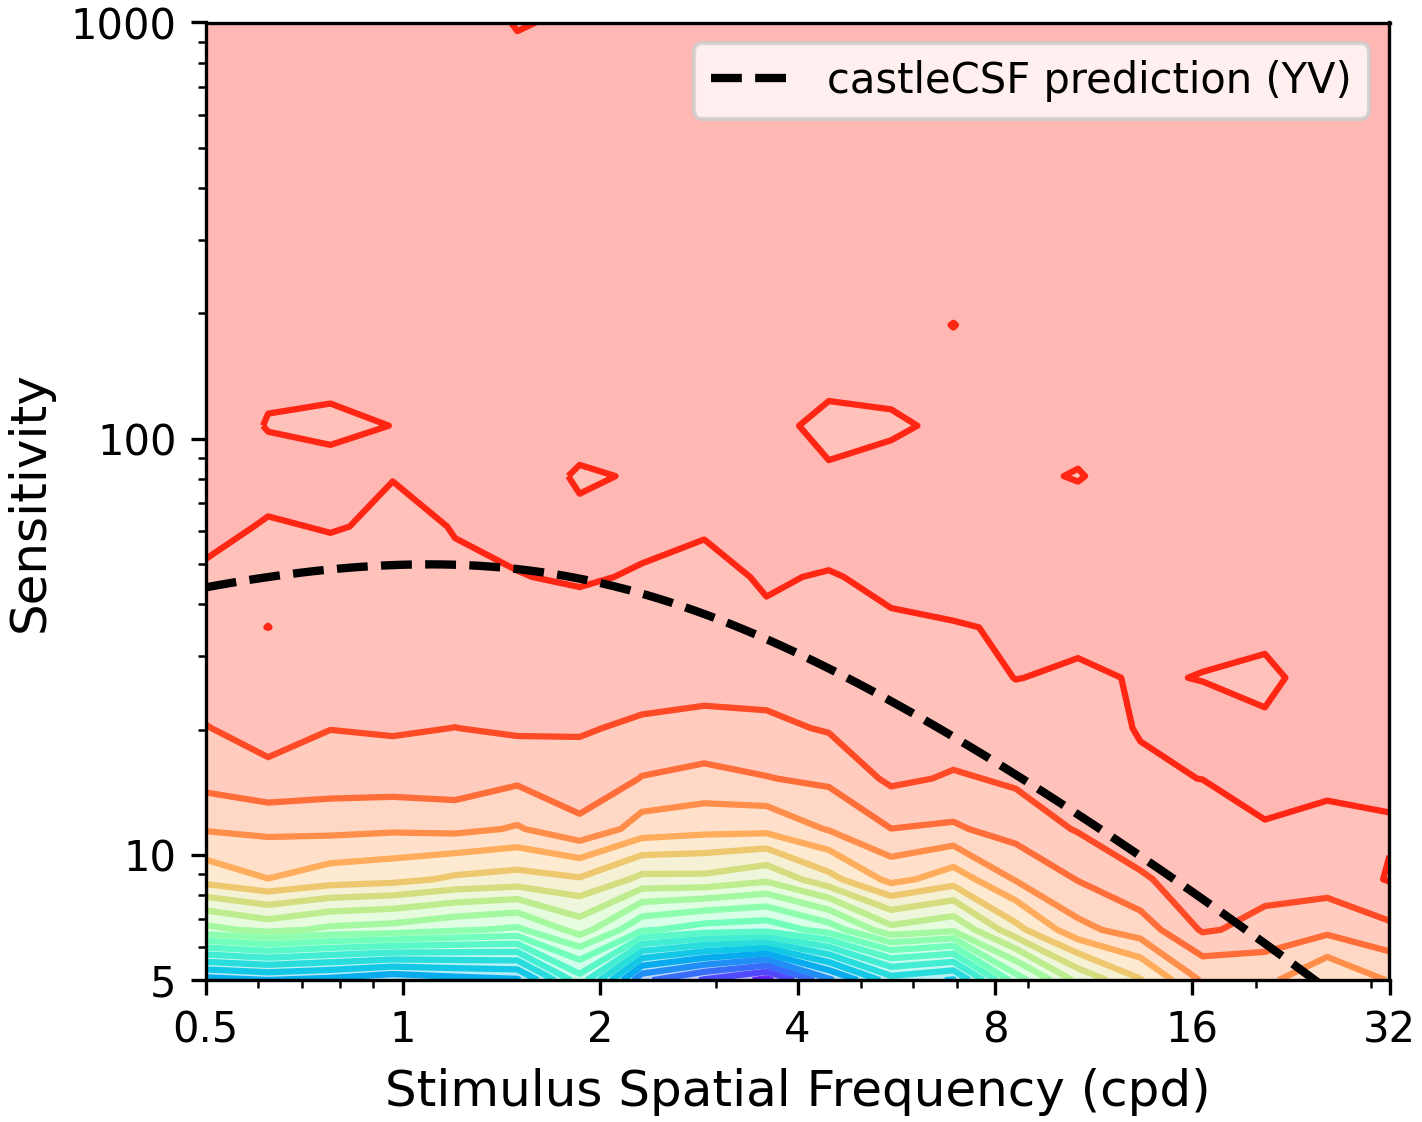 1000
castleCSF prediction (YV)
Sensitivity
100
10
5
0.5 1 2 4 8 16 32
Stimulus Spatial Frequency (cpd)